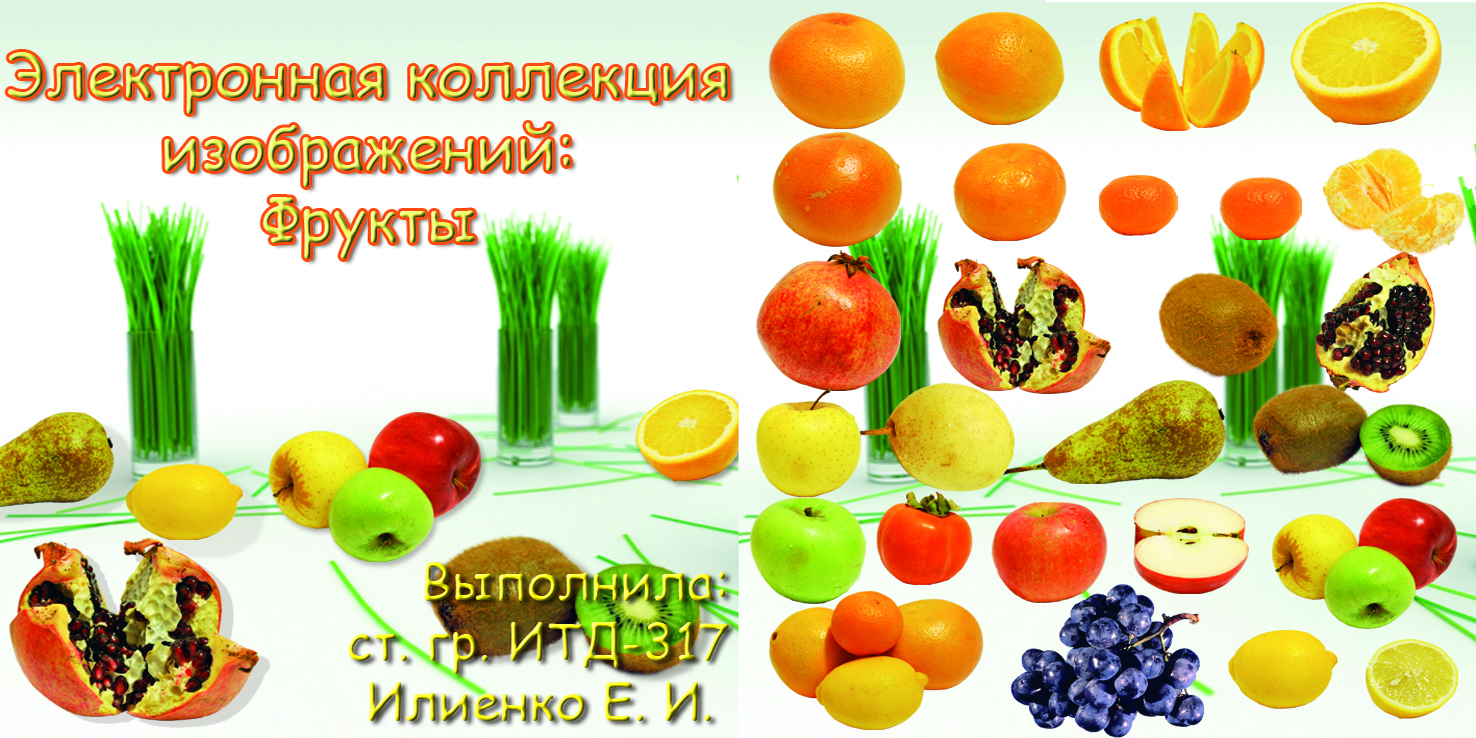 Электронная коллекция
изображений:
Фрукты
Выполнила:
ст. гр. ИТД-317
Илиенко Е. И.